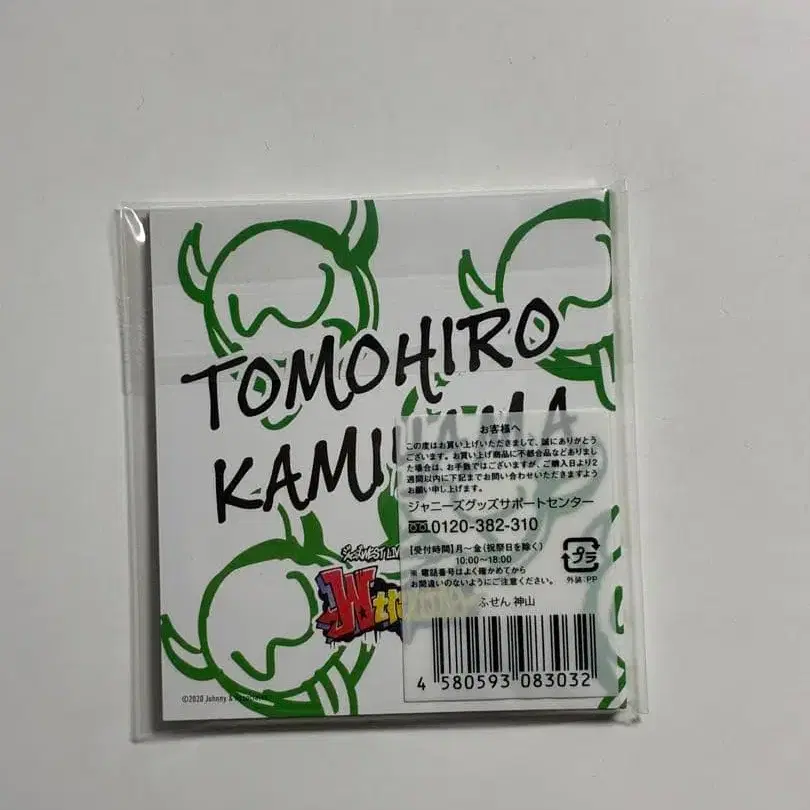 TOMOHIRO
KAMIYAMA
お客様へ
この度はお買い上げいただきまして、誠にありがとう
ございます。お買い上げ商品に不都合品などありまし
た場合は、お手数ではございますが、ご購入日より2
週間以内に下記までお問い合わせいただきますよう
お願い申し上げます。
ジャニーズグッズサポートセンター
0120-382-310
【受付時間】月〜金(祝祭日を除く)
10:00〜18:00
※ 電話番号はよく確かめてから
お間違いのないようにご注意ください。
プラ
外装:PP
ふせん 神山
4 580593 083032
WEST LIV
W
©2020 Johnny &